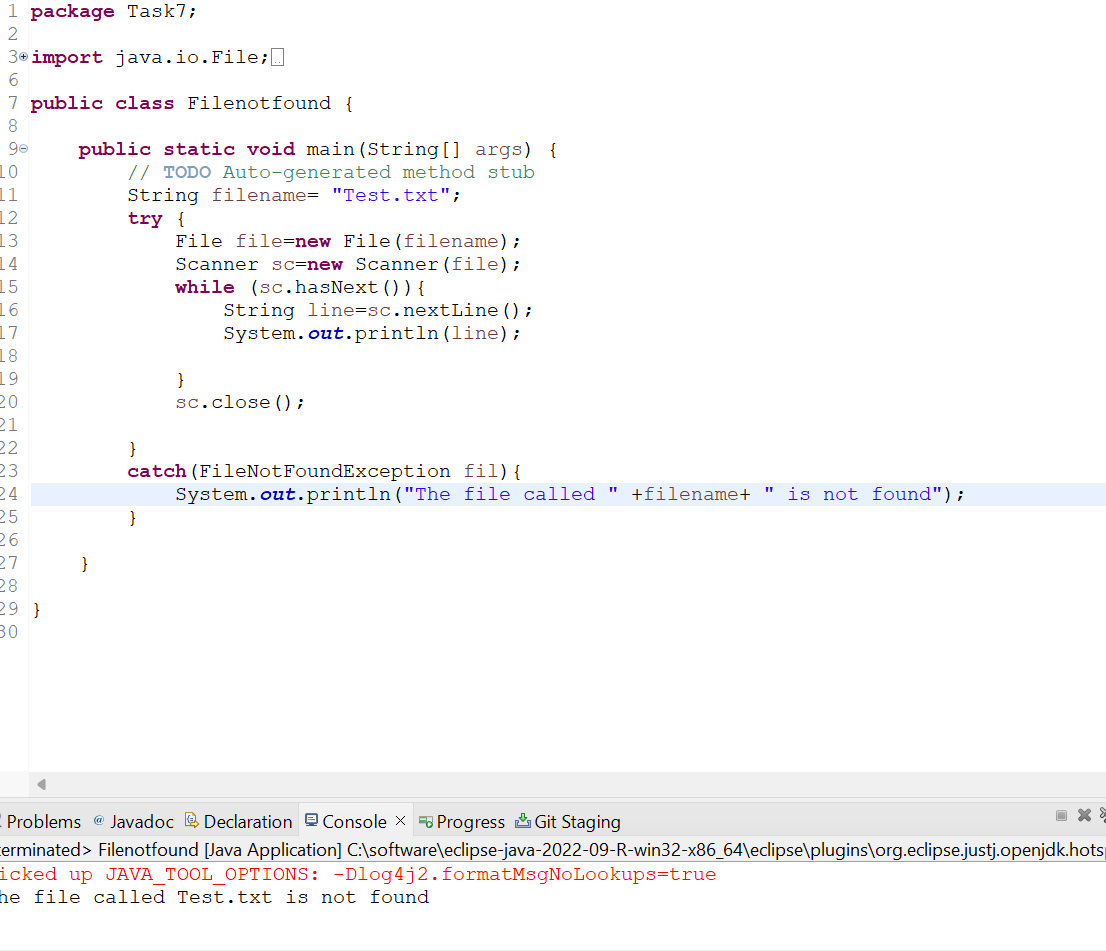 1 package Task7;
2
3 import java.io.File;
6
7 public class Filenotfound {
8
9     public static void main(String[] args) {
10         // TODO Auto-generated method stub
11         String filename= "Test.txt";
12         try {
13             File file=new File(filename);
14             Scanner sc=new Scanner(file);
15             while (sc.hasNext()){
16                 String line=sc.nextLine();
17                 System.out.println(line);
18
19             }
20             sc.close();
21
22         }
23         catch(FileNotFoundException fil){
24             System.out.println("The file called " +filename+ " is not found");
25         }
26
27     }
28
29 }
30
Problems @ Javadoc Declaration Console Progress Git Staging
erminated> Filenotfound [Java Application] C:\software\eclipse-java-2022-09-R-win32-x86_64\eclipse\plugins\org.eclipse.justj.openjdk.hotsp
icked up JAVA_TOOL_OPTIONS: -Dlog4j2.formatMsgNoLookups=true
he file called Test.txt is not found